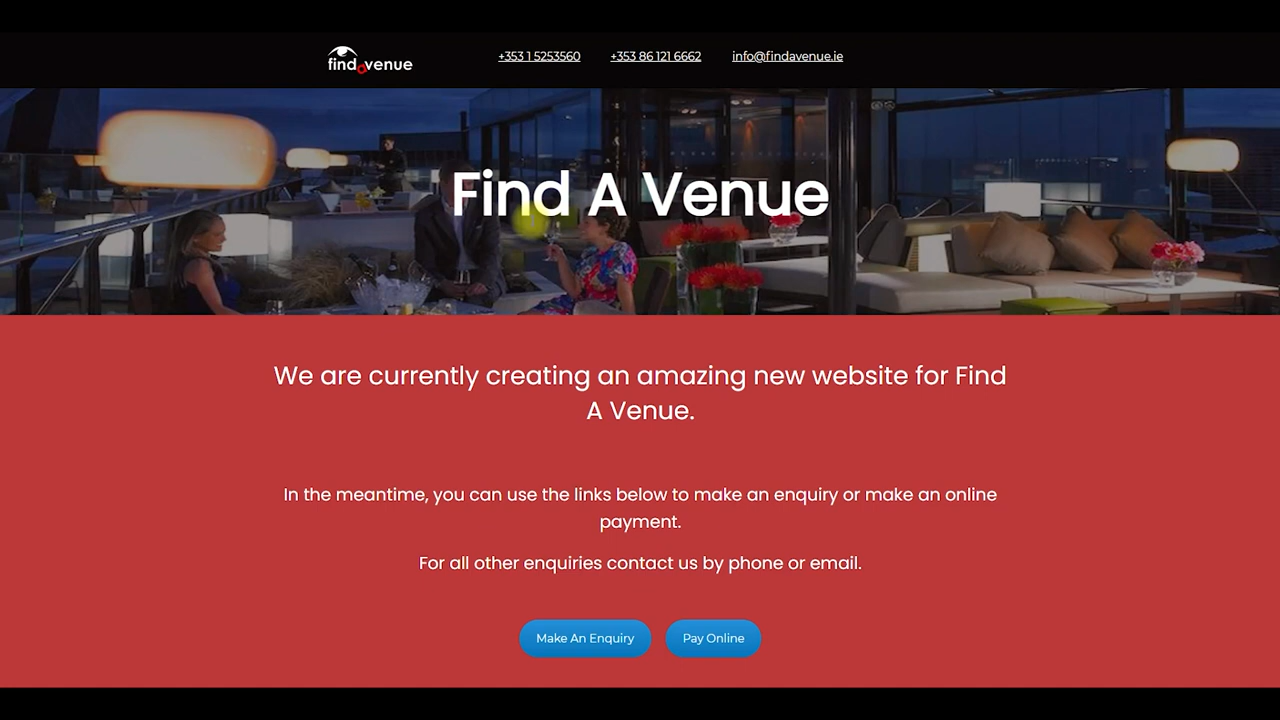 findavenue
+353 1 5253560
+353 86 121 6662
info@findavenue.ie
Find A Venue
We are currently creating an amazing new website for Find
A Venue.
In the meantime, you can use the links below to make an enquiry or make an online
payment.
For all other enquiries contact us by phone or email.
Make An Enquiry
Pay Online